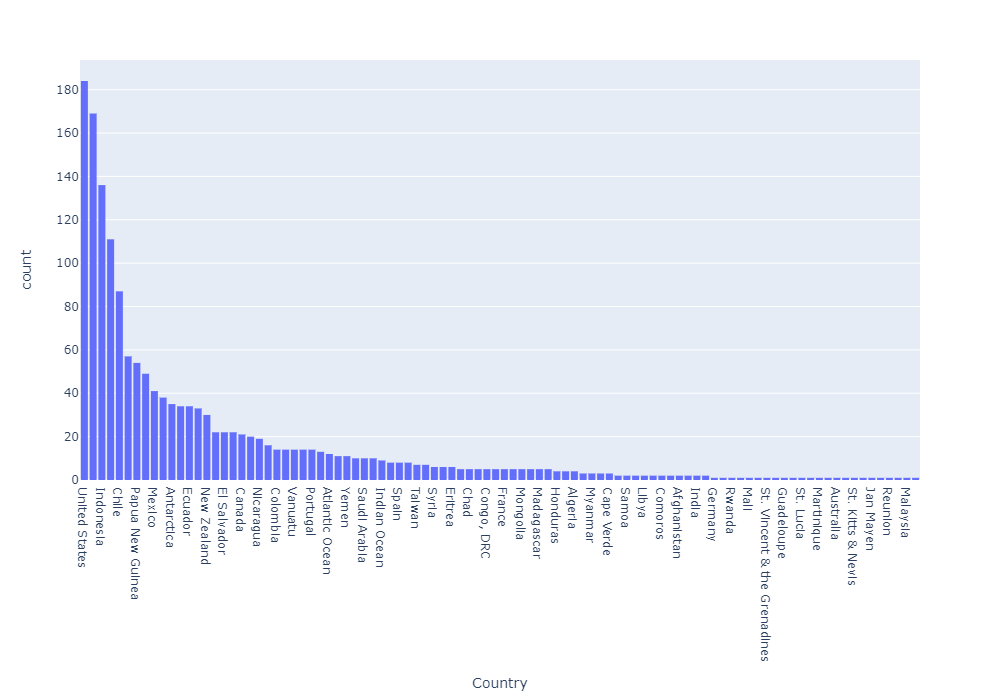 180
160
140
120
100
80
60
40
20
0
count
United States
Indonesia
Chile
Papua New Guinea
Mexico
Antarctica
Ecuador
New Zealand
El Salvador
Canada
Nicaragua
Colombia
Vanuatu
Portugal
Atlantic Ocean
Yemen
Saudi Arabia
Indian Ocean
Spain
Taiwan
Syria
Eritrea
Chad
Congo, DRC
France
Mongolia
Madagascar
Honduras
Algeria
Myanmar
Cape Verde
Samoa
Libya
Comoros
Afghanistan
India
Germany
Rwanda
Mali
St. Vincent & the Grenadines
Guadeloupe
St. Lucia
Martinique
Australia
St. Kitts & Nevis
Jan Mayen
Reunion
Malaysia
Country